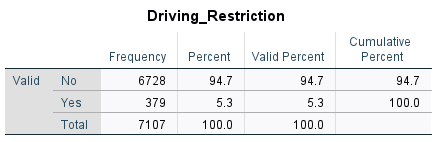 Driving_Restriction
Frequency Percent Valid Percent Cumulative Percent
Valid No 6728 94.7 94.7 94.7
Yes 379 5.3 5.3 100.0
Total 7107 100.0 100.0